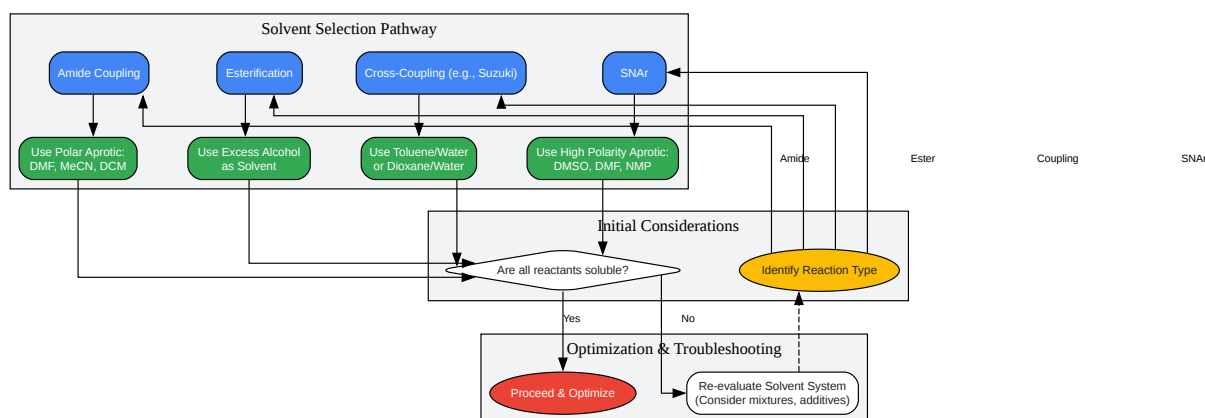 Solvent Selection Pathway
Amide Coupling
Esterification
Cross-Coupling (e.g., Suzuki)
SNAr
Use Polar Aprotic:
DMF, MeCN, DCM
Use Excess Alcohol
as Solvent
Use Toluene/Water
or Dioxane/Water
Use High Polarity Aprotic:
DMSO, DMF, NMP
Amide
Ester
Coupling
SNAr
Initial Considerations
Are all reactants soluble?
Identify Reaction Type
Yes
No
Optimization & Troubleshooting
Proceed & Optimize
Re-evaluate Solvent System
(Consider mixtures, additives)